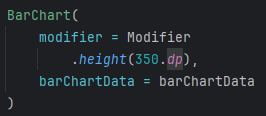 BarChart(
    modifier = Modifier
        .height(350.dp),
    barChartData = barChartData
)